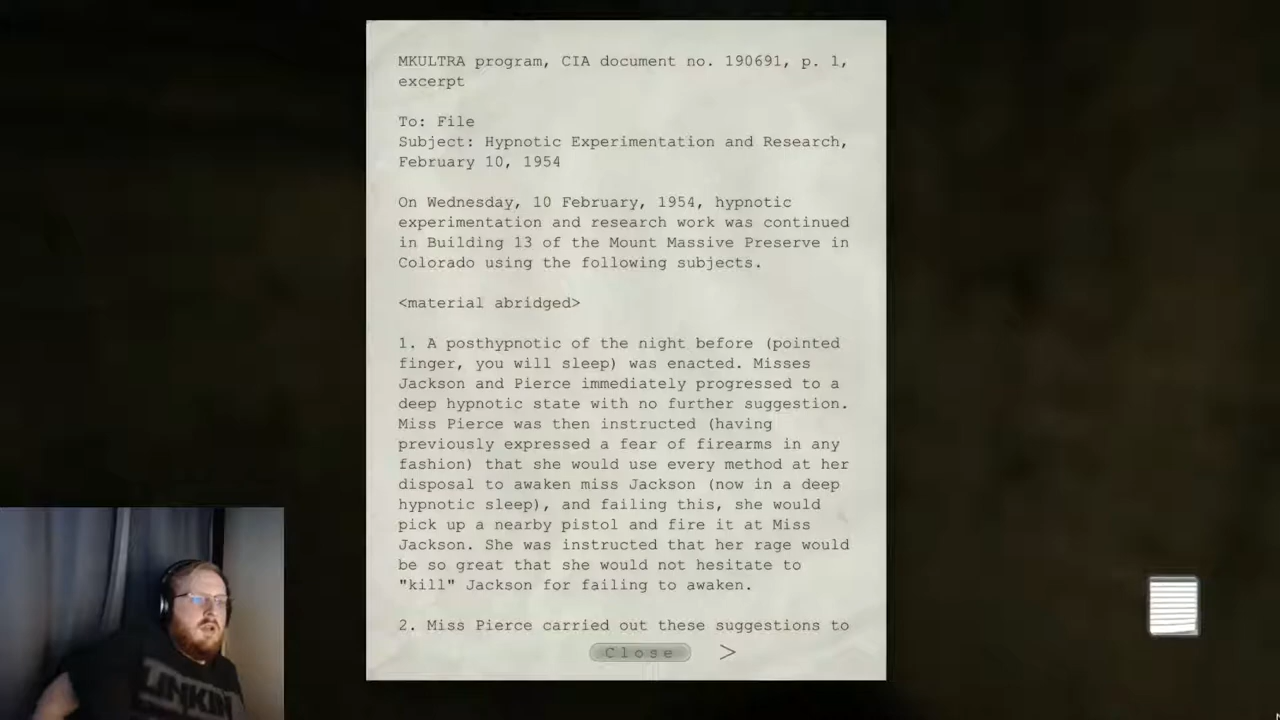 MKULTRA program, CIA document no. 190691, p. 1,
excerpt
To: File
Subject: Hypnotic Experimentation and Research,
February 10, 1954
On Wednesday, 10 February, 1954, hypnotic
experimentation and research work was continued
in Building 13 of the Mount Massive Preserve in
Colorado using the following subjects.
<material abridged>
1. A posthypnotic of the night before (pointed
finger, you will sleep) was enacted. Misses
Jackson and Pierce immediately progressed to a
deep hypnotic state with no further suggestion.
Miss Pierce was then instructed (having
previously expressed a fear of firearms in any
fashion) that she would use every method at her
disposal to awaken miss Jackson (now in a deep
hypnotic sleep), and failing this, she would
pick up a nearby pistol and fire it at Miss
Jackson. She was instructed that her rage would
be so great that she would not hesitate to
"kill" Jackson for failing to awaken.
2. Miss Pierce carried out these suggestions to
Close >